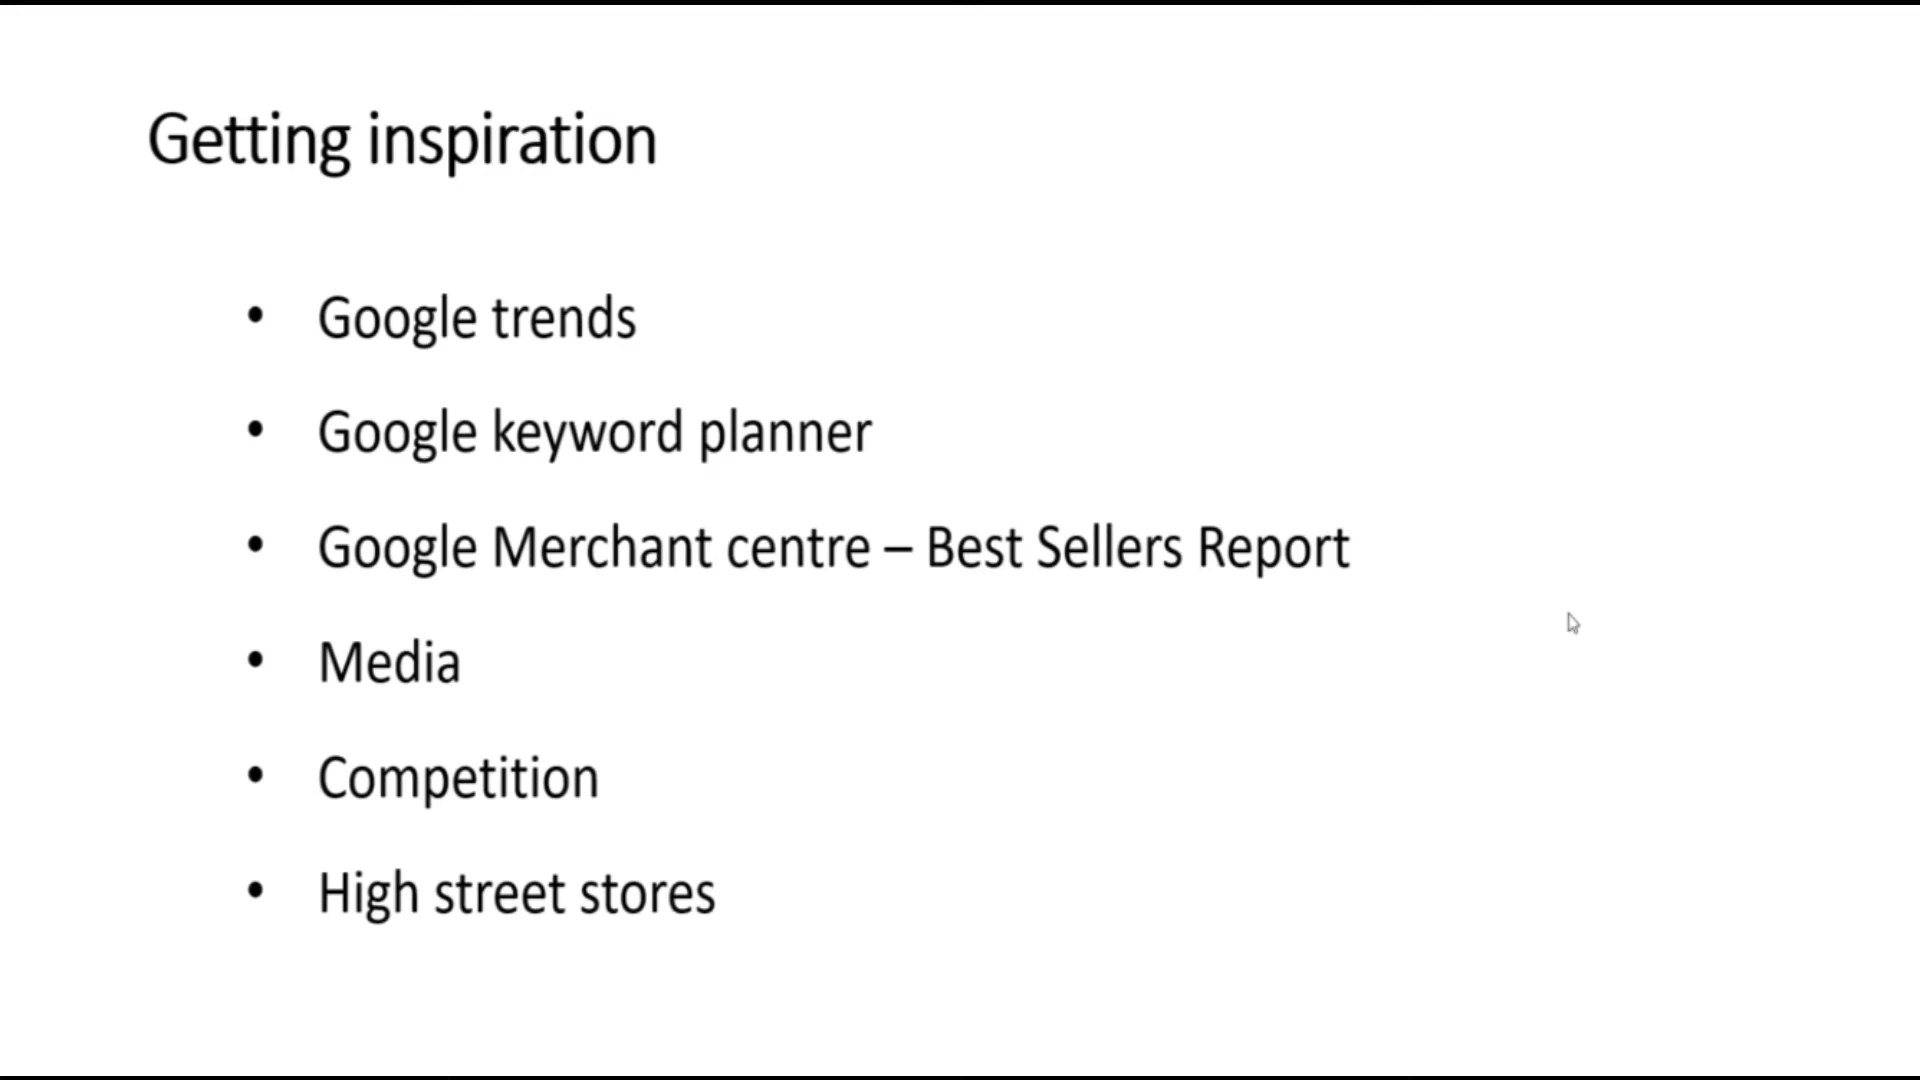 Getting inspiration
• Google trends
• Google keyword planner
• Google Merchant centre – Best Sellers Report
• Media
• Competition
• High street stores